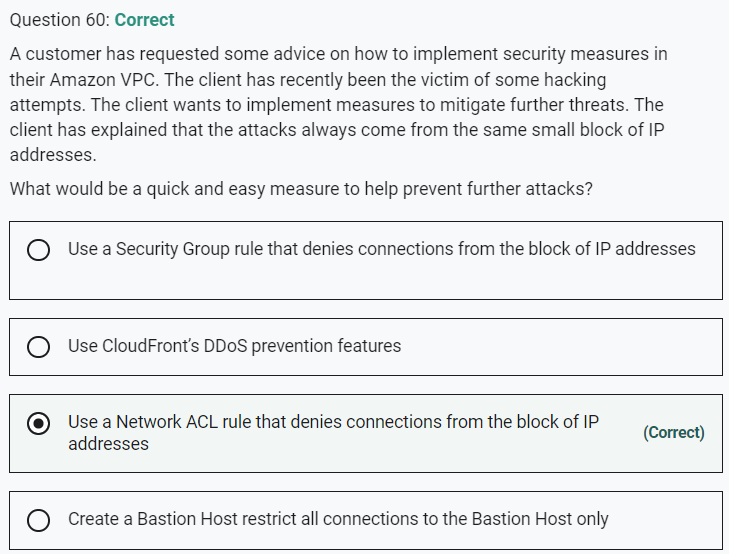 Question 60: Correct
A customer has requested some advice on how to implement security measures in
their Amazon VPC. The client has recently been the victim of some hacking
attempts. The client wants to implement measures to mitigate further threats. The
client has explained that the attacks always come from the same small block of IP
addresses.
What would be a quick and easy measure to help prevent further attacks?
Use a Security Group rule that denies connections from the block of IP addresses
Use CloudFront’s DDoS prevention features
Use a Network ACL rule that denies connections from the block of IP
addresses
(Correct)
Create a Bastion Host restrict all connections to the Bastion Host only